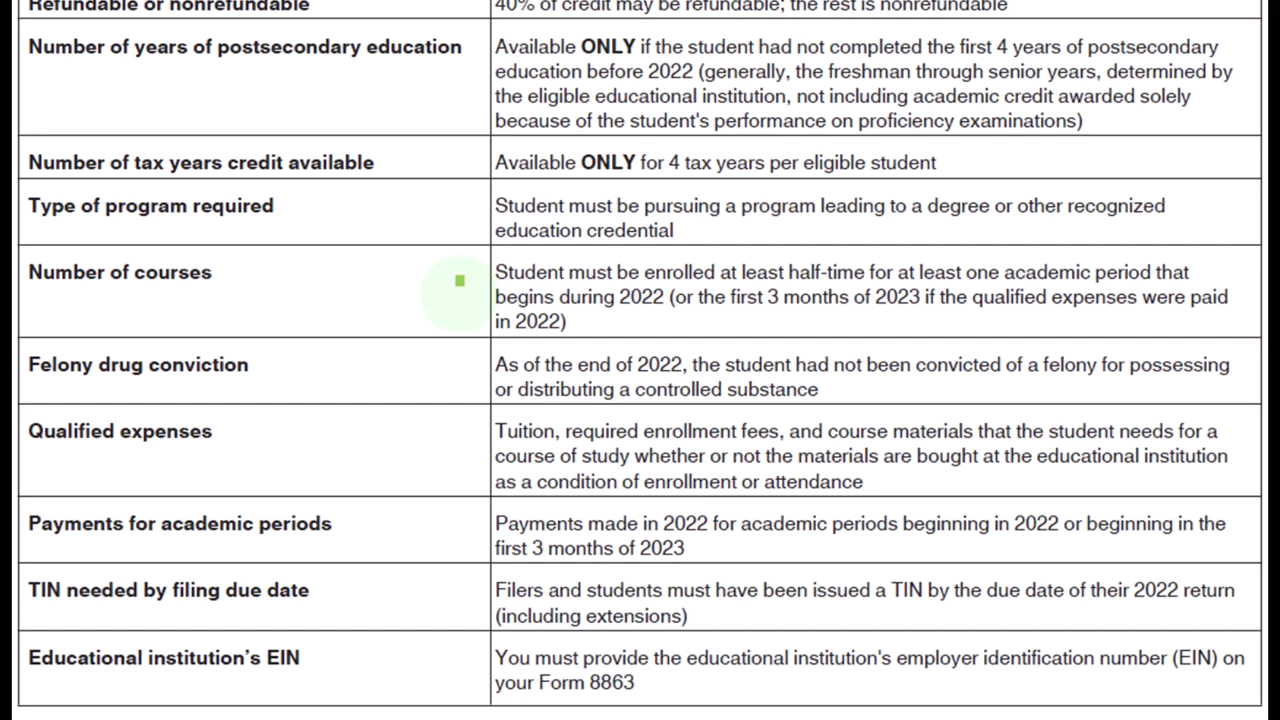 Refundable or nonrefundable
40% of credit may be refundable; the rest is nonrefundable
Number of years of postsecondary education
Available ONLY if the student had not completed the first 4 years of postsecondary
education before 2022 (generally, the freshman through senior years, determined by
the eligible educational institution, not including academic credit awarded solely
because of the student's performance on proficiency examinations)
Number of tax years credit available
Available ONLY for 4 tax years per eligible student
Type of program required
Student must be pursuing a program leading to a degree or other recognized
education credential
Number of courses
Student must be enrolled at least half-time for at least one academic period that
begins during 2022 (or the first 3 months of 2023 if the qualified expenses were paid
in 2022)
Felony drug conviction
As of the end of 2022, the student had not been convicted of a felony for possessing
or distributing a controlled substance
Qualified expenses
Tuition, required enrollment fees, and course materials that the student needs for a
course of study whether or not the materials are bought at the educational institution
as a condition of enrollment or attendance
Payments for academic periods
Payments made in 2022 for academic periods beginning in 2022 or beginning in the
first 3 months of 2023
TIN needed by filing due date
Filers and students must have been issued a TIN by the due date of their 2022 return
(including extensions)
Educational institution’s EIN
You must provide the educational institution's employer identification number (EIN) on
your Form 8863